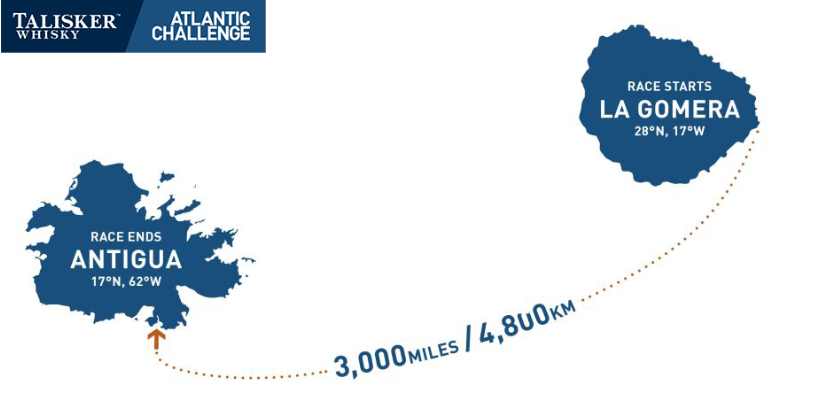 TALISKER™
WHISKY
ATLANTIC
CHALLENGE
RACE STARTS
LA GOMERA
28°N, 17°W
RACE ENDS
ANTIGUA
17°N, 62°W
3,000MILES / 4,800KM